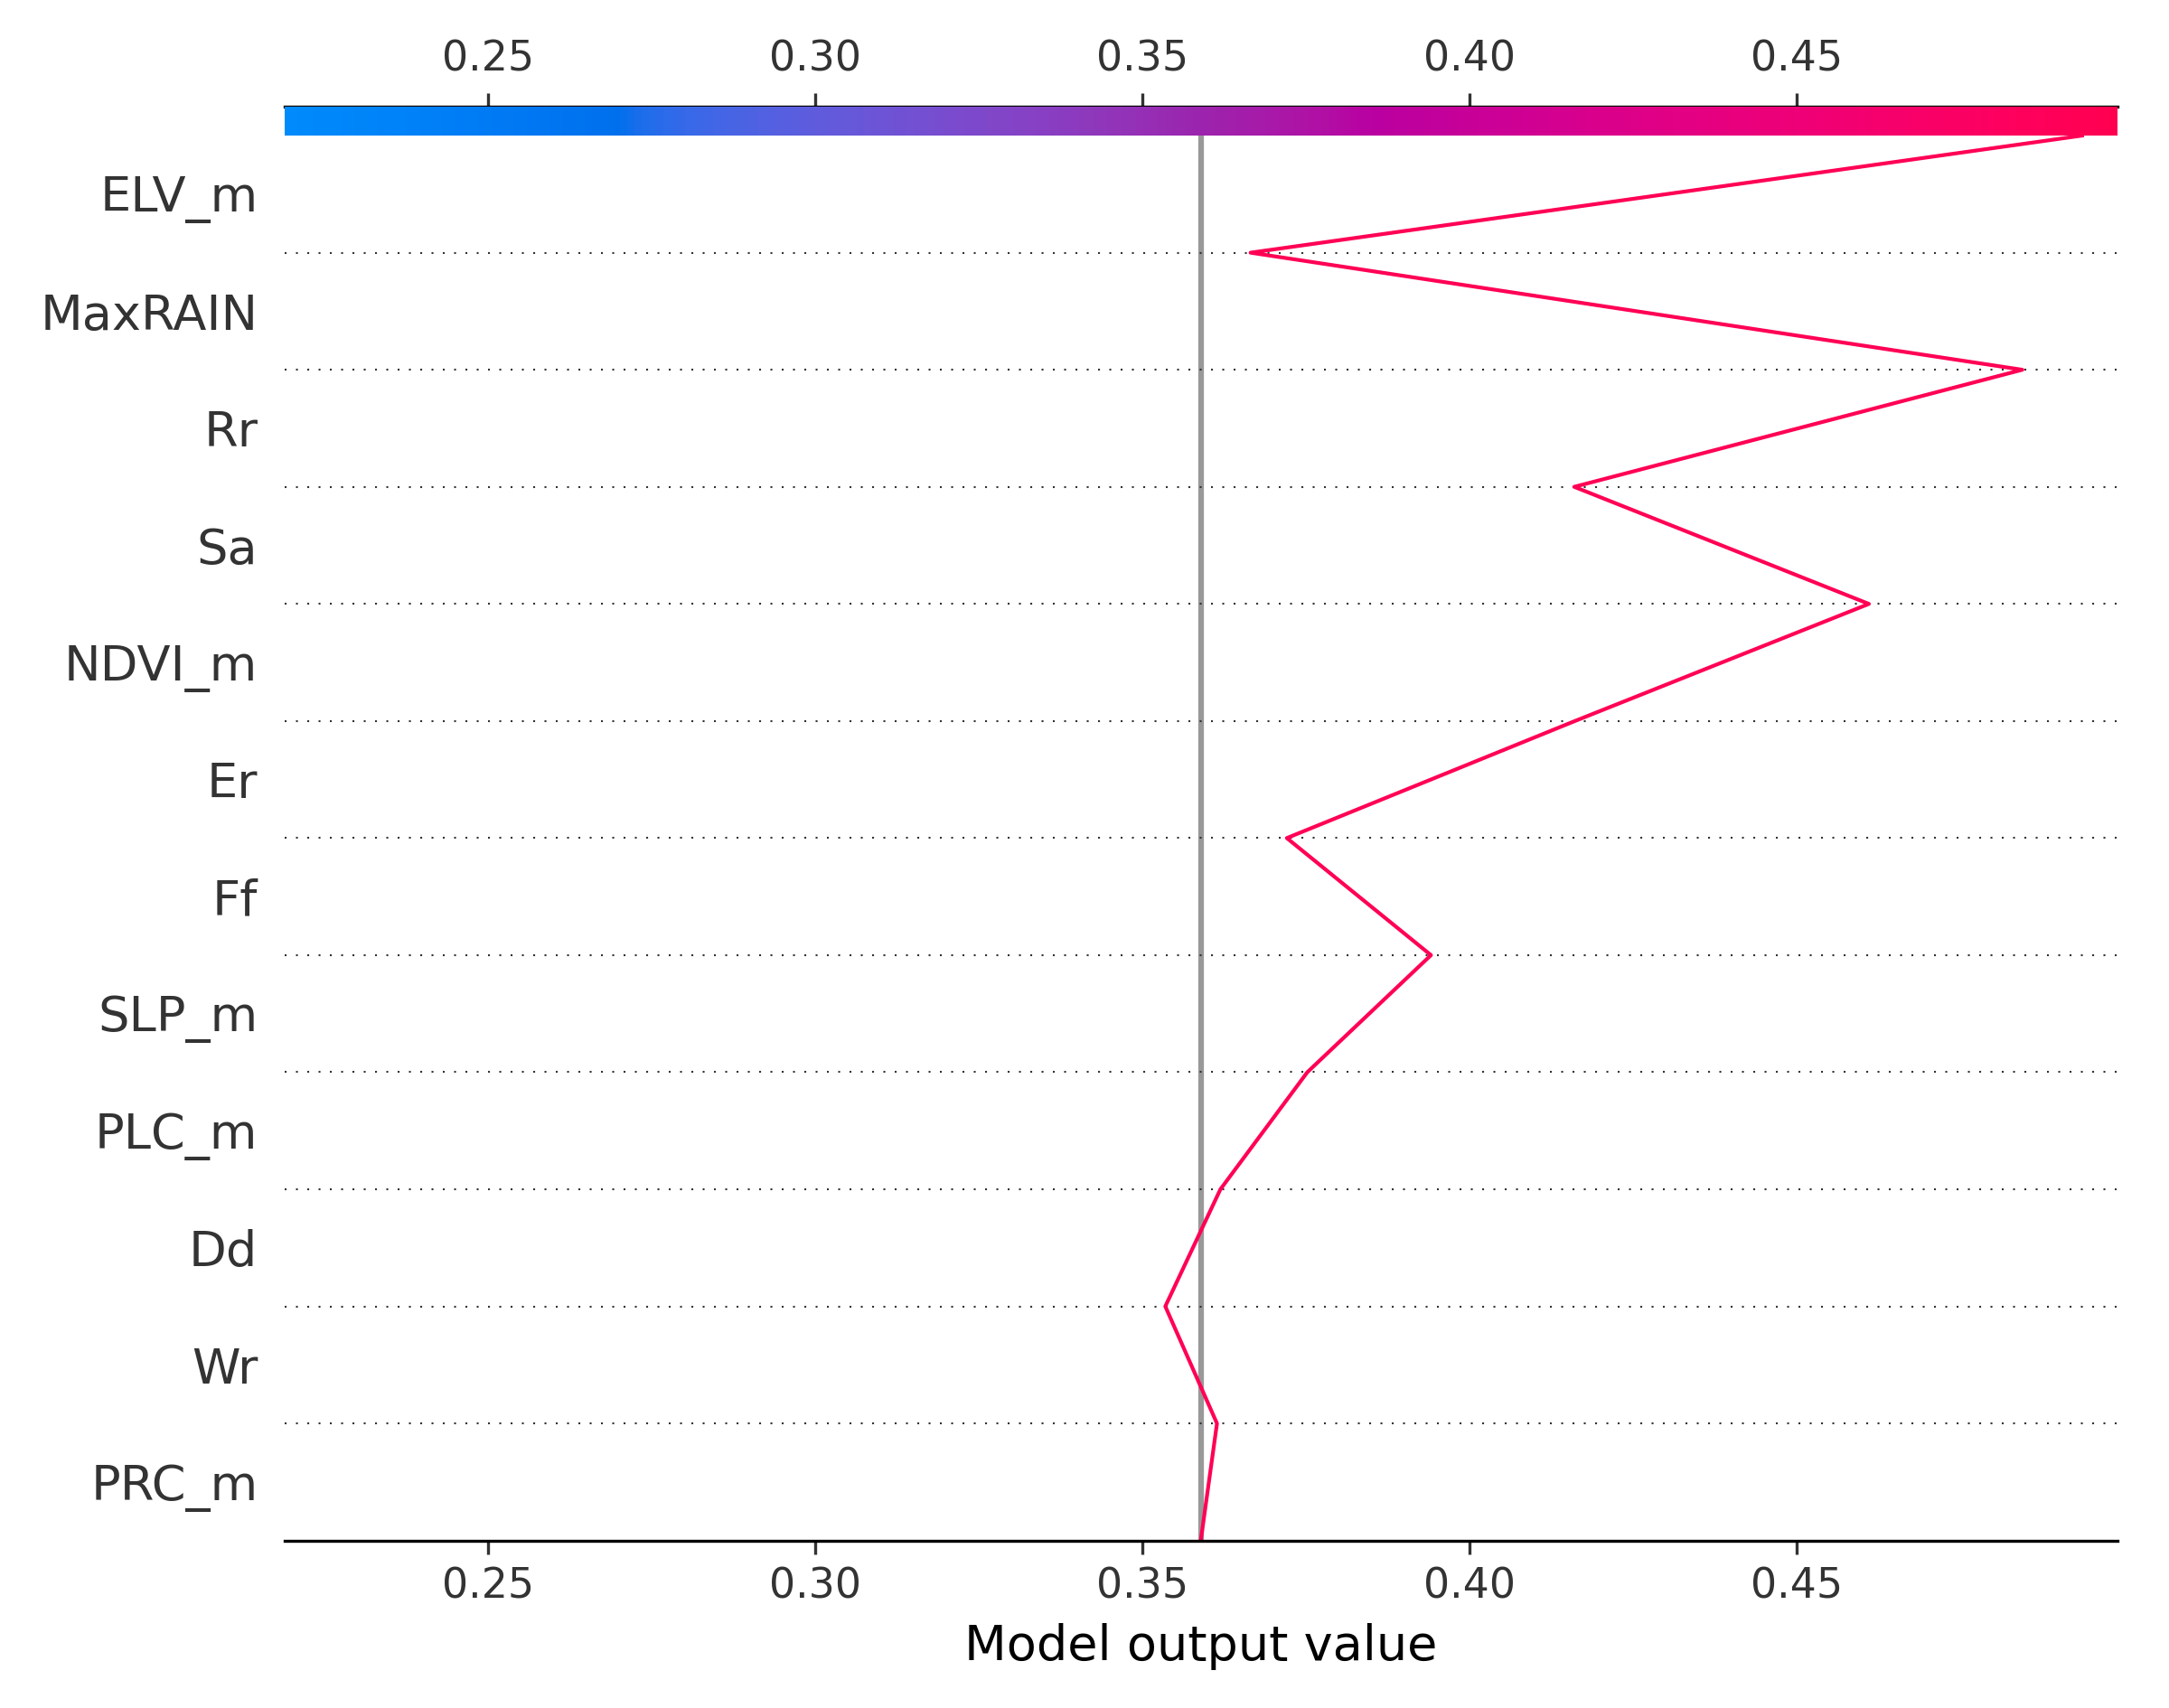 0.25 0.30 0.35 0.40 0.45
ELV_m
MaxRAIN
Rr
Sa
NDVI_m
Er
Ff
SLP_m
PLC_m
Dd
Wr
PRC_m
0.25 0.30 0.35 0.40 0.45
Model output value